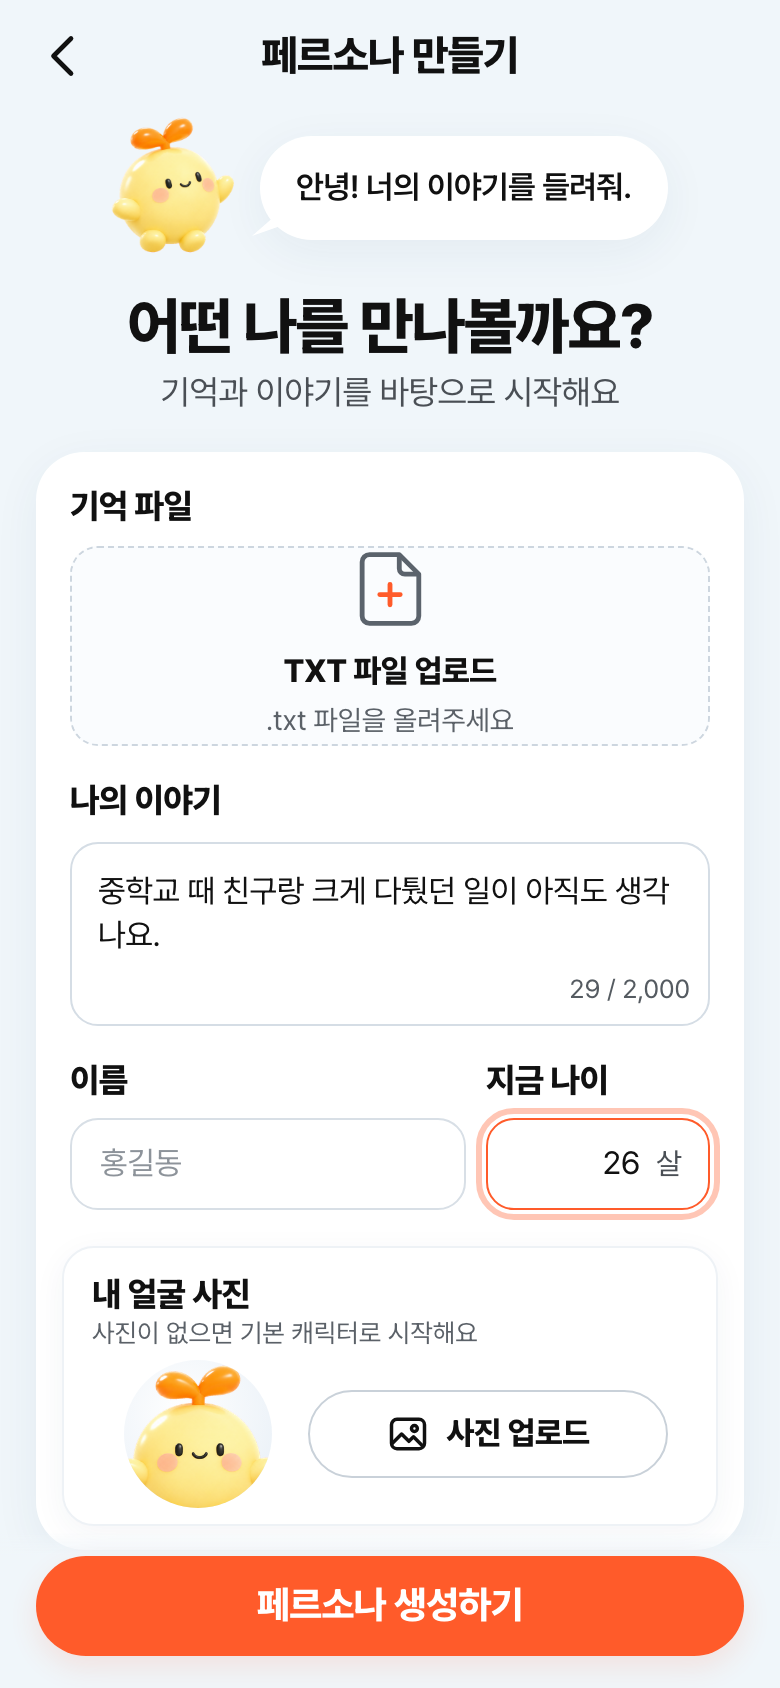 페르소나 만들기
안녕! 너의 이야기를 들려줘.
어떤 나를 만나볼까요?
기억과 이야기를 바탕으로 시작해요
기억 파일
TXT 파일 업로드
.txt 파일을 올려주세요
나의 이야기
중학교 때 친구랑 크게 다퉜던 일이 아직도 생각
나요.
29 / 2,000
이름
지금 나이
홍길동
26 살
내 얼굴 사진
사진이 없으면 기본 캐릭터로 시작해요
사진 업로드
페르소나 생성하기